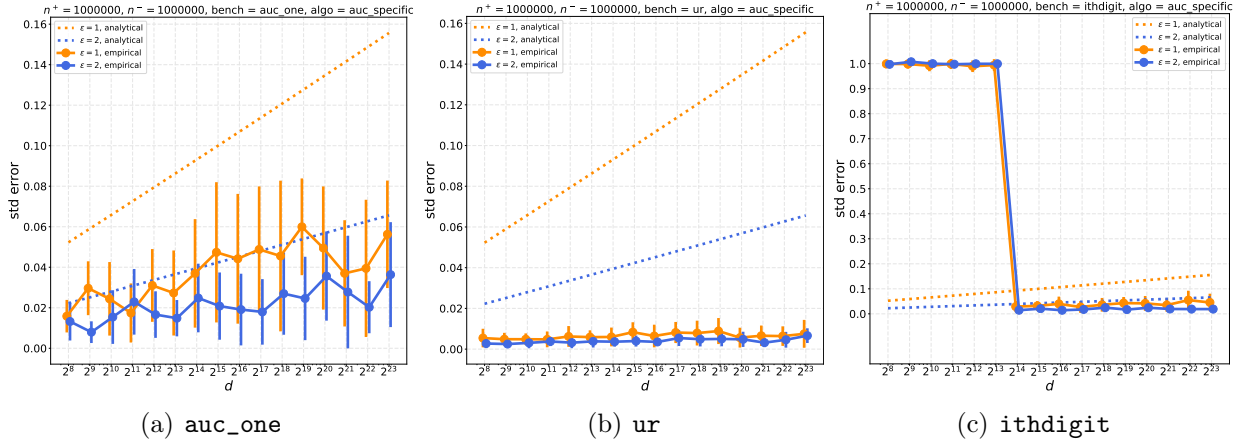 n⁺ = 1000000, n⁻ = 1000000, bench = auc_one, algo = auc_specific
ε = 1, analytical
ε = 2, analytical
ε = 1, empirical
ε = 2, empirical
0.16
0.14
0.12
0.10
0.08
0.06
0.04
0.02
0.00
std error
2⁸ 2⁹ 2¹⁰ 2¹¹ 2¹² 2¹³ 2¹⁴ 2¹⁵ 2¹⁶ 2¹⁷ 2¹⁸ 2¹⁹ 2²⁰ 2²¹ 2²² 2²³
d
(a) auc_one
n⁺ = 1000000, n⁻ = 1000000, bench = ur, algo = auc_specific
ε = 1, analytical
ε = 2, analytical
ε = 1, empirical
ε = 2, empirical
0.16
0.14
0.12
0.10
0.08
0.06
0.04
0.02
0.00
std error
2⁸ 2⁹ 2¹⁰ 2¹¹ 2¹² 2¹³ 2¹⁴ 2¹⁵ 2¹⁶ 2¹⁷ 2¹⁸ 2¹⁹ 2²⁰ 2²¹ 2²² 2²³
d
(b) ur
n⁺ = 1000000, n⁻ = 1000000, bench = ithdigit, algo = auc_specific
ε = 1, analytical
ε = 2, analytical
ε = 1, empirical
ε = 2, empirical
1.0
0.9
0.8
0.7
0.6
0.5
0.4
0.3
0.2
0.1
0.0
std error
2⁸ 2⁹ 2¹⁰ 2¹¹ 2¹² 2¹³ 2¹⁴ 2¹⁵ 2¹⁶ 2¹⁷ 2¹⁸ 2¹⁹ 2²⁰ 2²¹ 2²² 2²³
d
(c) ithdigit